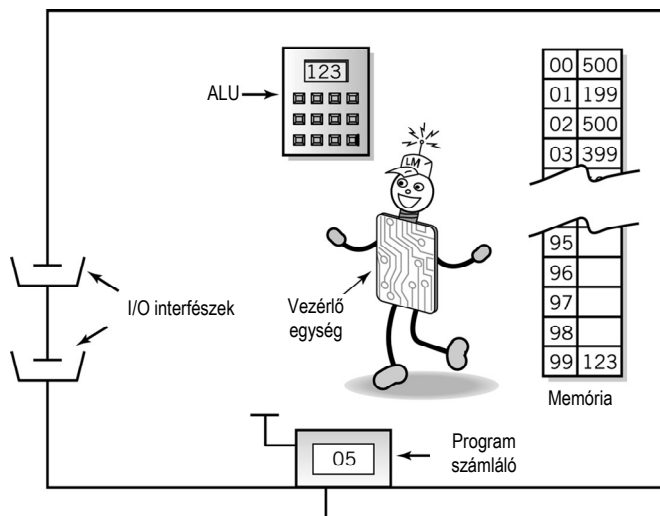 123
ALU
LM
00 500
01 199
02 500
03 399
95
96
97
98
99 123
Memória
I/O interfészek
Vezérlő
egység
05
Program
számláló